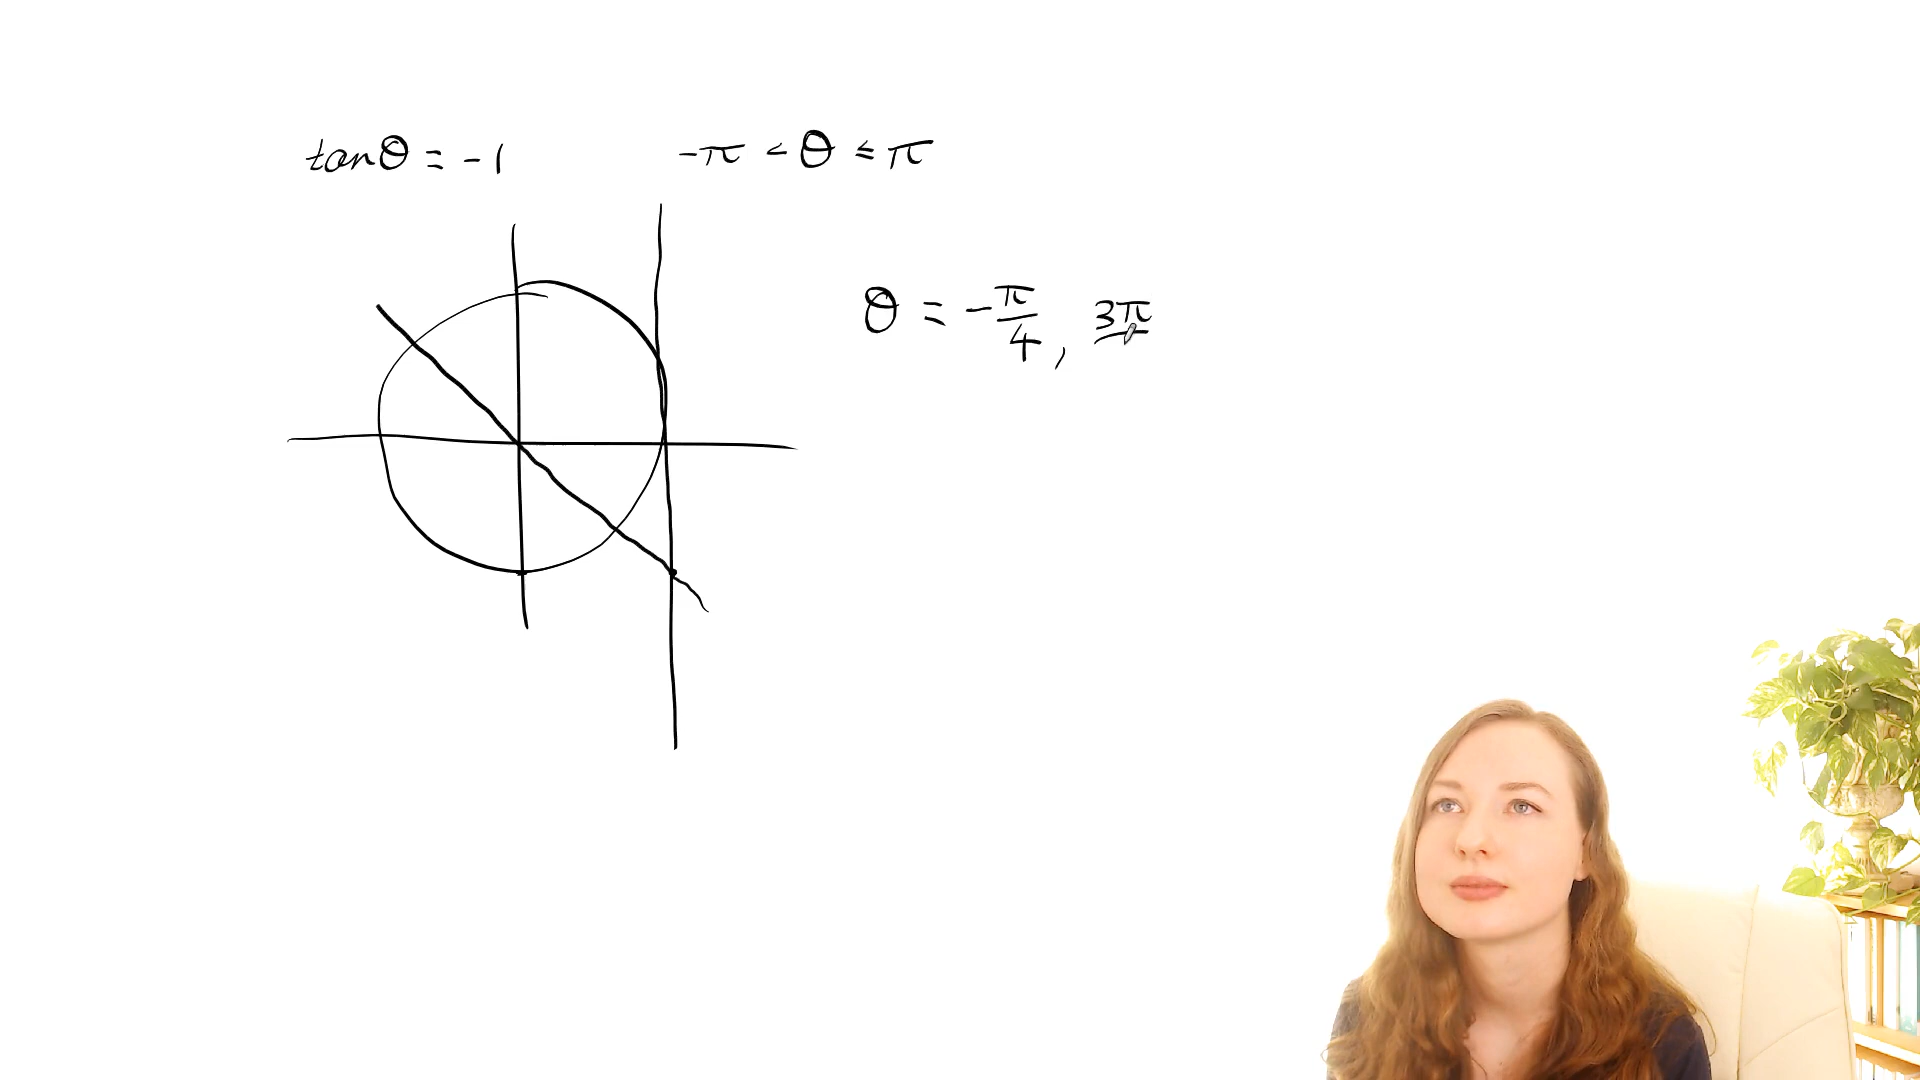 tanθ = -1 -π < θ ≤ π
θ = -π/4, 3π